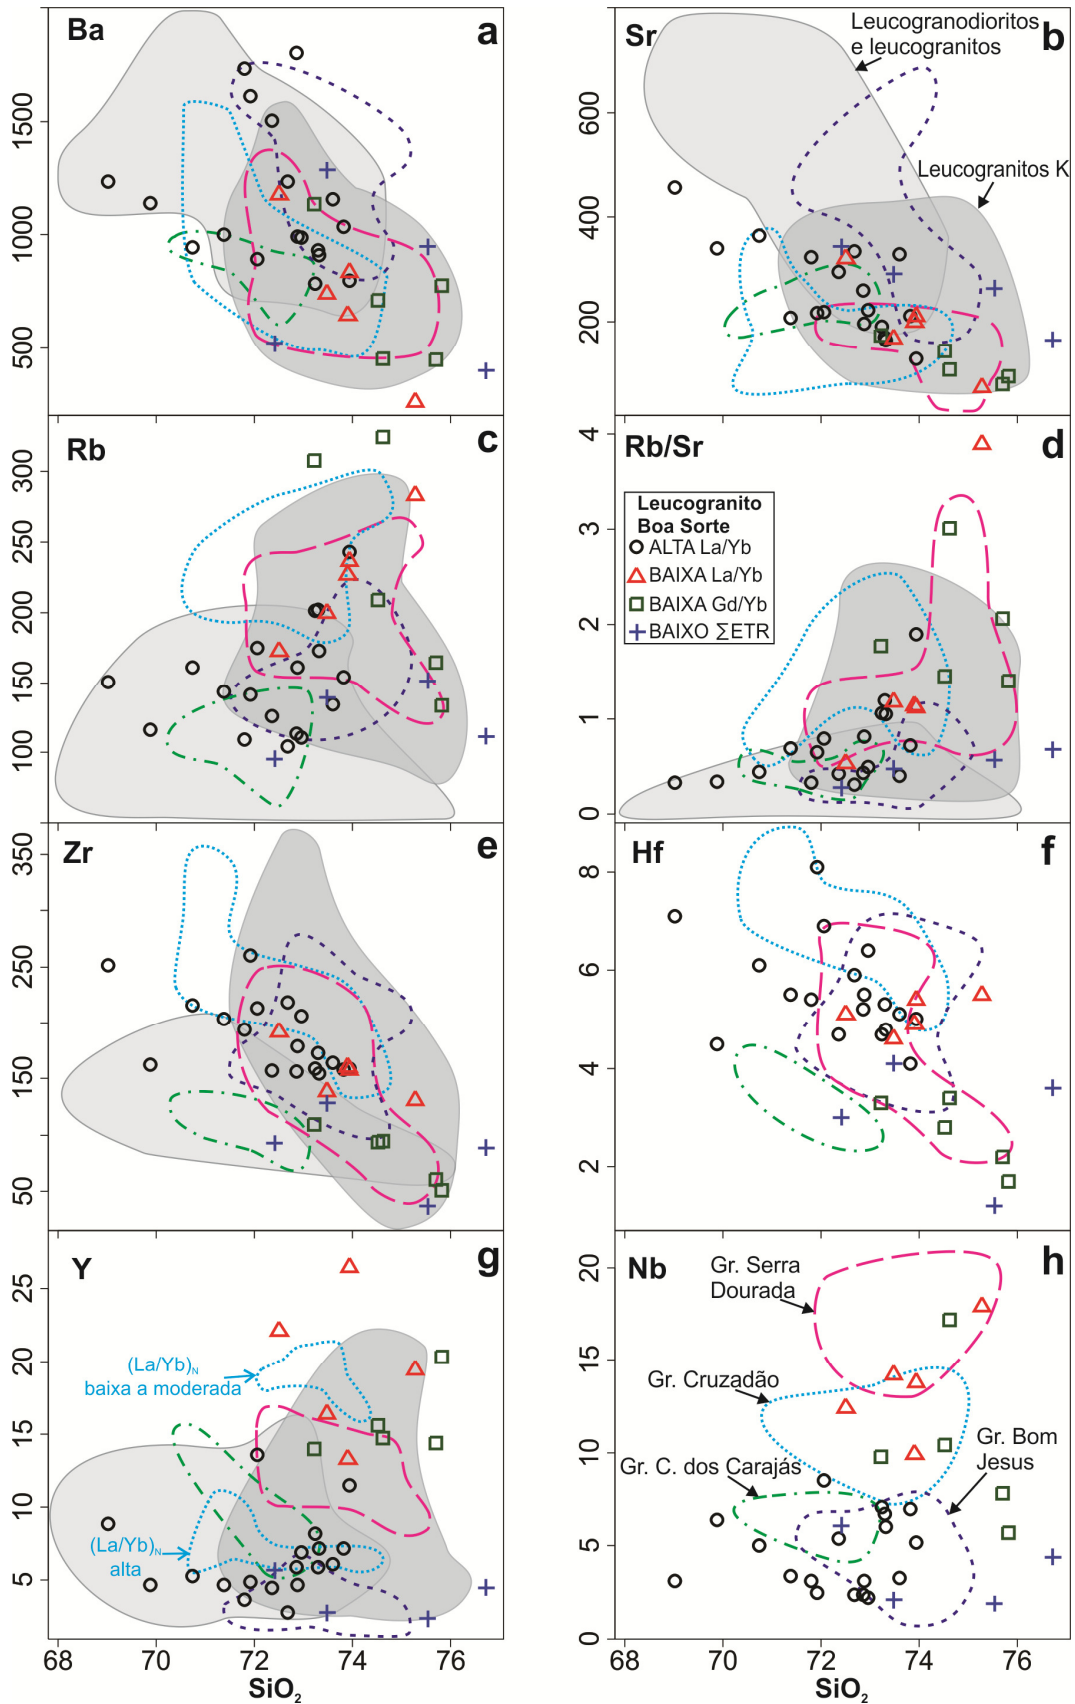 Ba
a
1500
1000
500
Sr
b
Leucogranodioritos
e leucogranitos
Leucogranitos K
600
400
200
Rb
c
300
250
200
150
100
Rb/Sr
d
4
3
2
1
0
Leucogranito
Boa Sorte
ALTA La/Yb
BAIXA La/Yb
BAIXA Gd/Yb
BAIXO ∑ETR
Zr
e
350
250
150
50
Hf
f
8
6
4
2
Y
g
25
20
15
10
5
(La/Yb)N
baixa a moderada
(La/Yb)N
alta
Nb
h
20
15
10
5
0
Gr. Serra
Dourada
Gr. Cruzadão
Gr. C. dos Carajás
Gr. Bom
Jesus
68 70 72 74 76
SiO2
68 70 72 74 76
SiO2